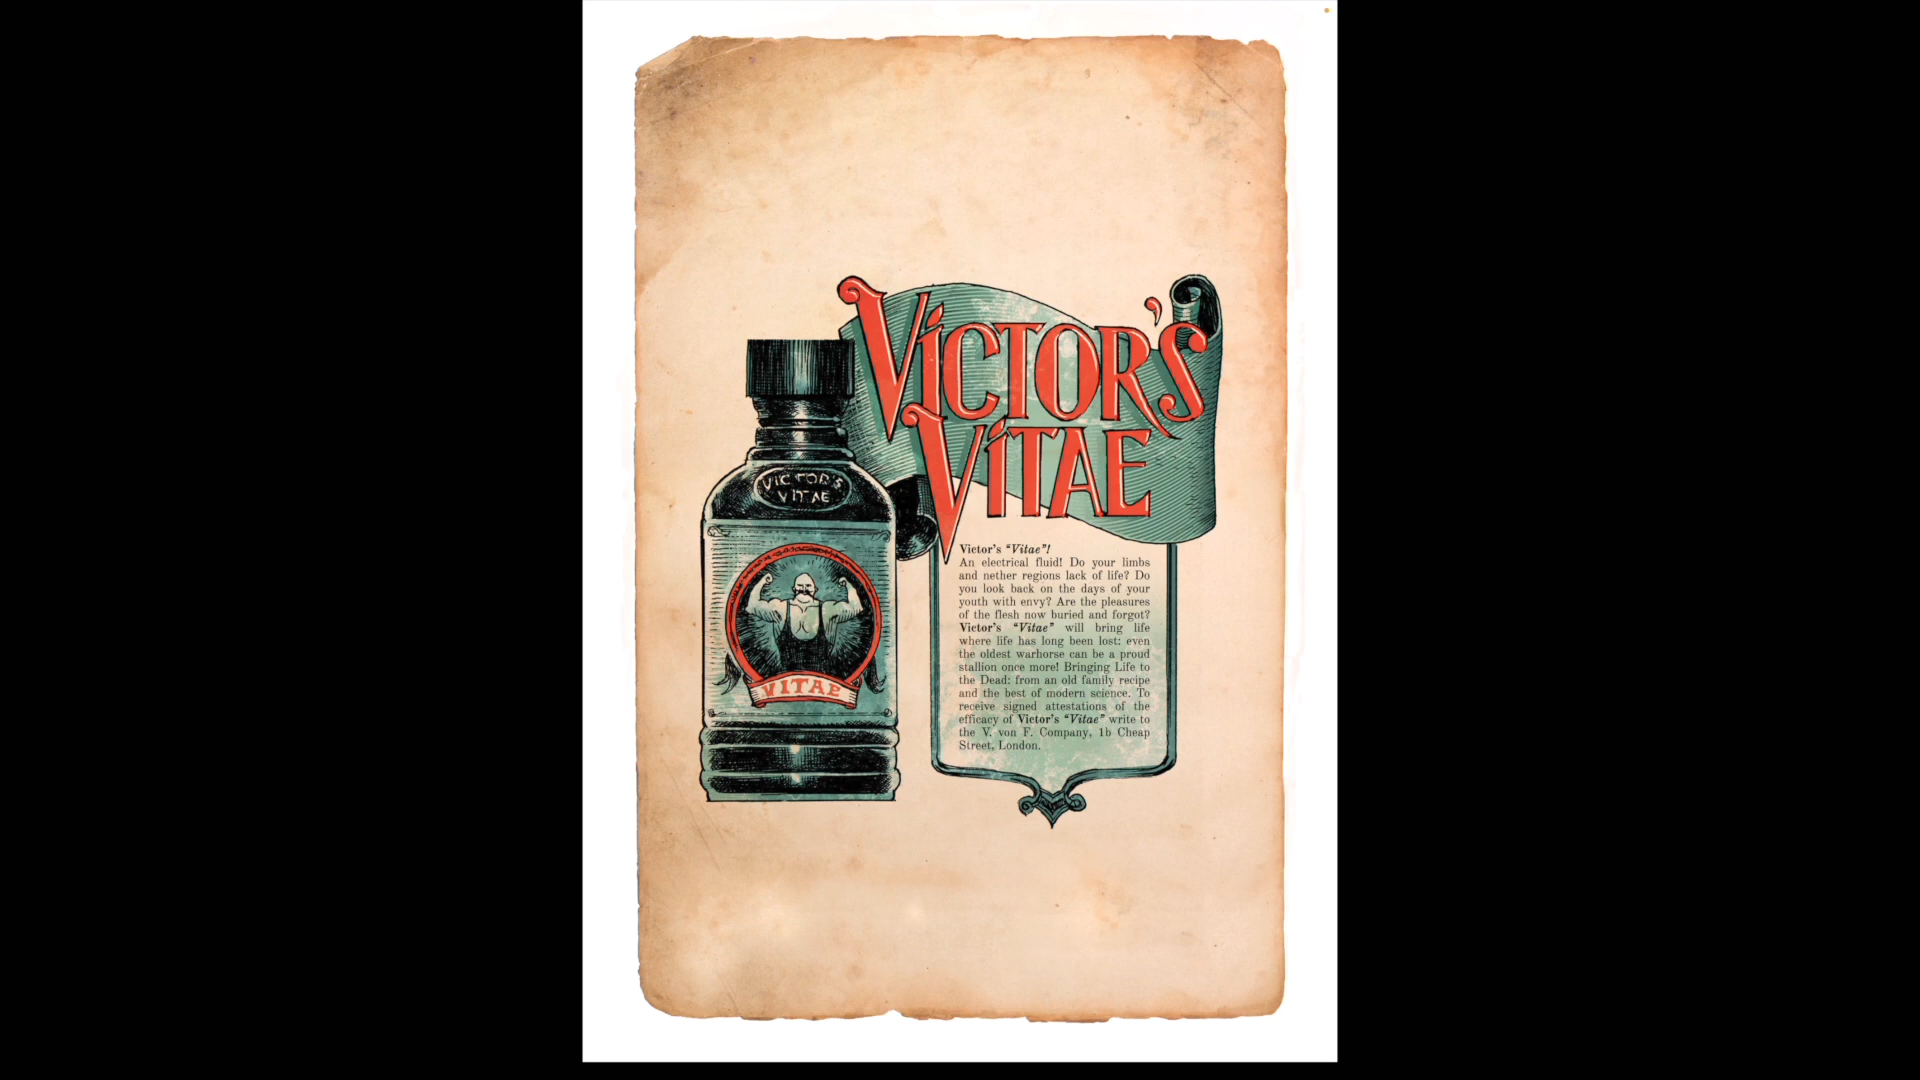 VICTOR'S
VITAE
VICTOR'S
VITAE
VITAE
Victor's "Vitae"!
An electrical fluid! Do your limbs
and nether regions lack of life? Do
you look back on the days of your
youth with envy? Are the pleasures
of the flesh now buried and forgot?
Victor's "Vitae" will bring life
where life has long been lost: even
the oldest warhorse can be a proud
stallion once more! Bringing Life to
the Dead: from an old family recipe
and the best of modern science. To
receive signed attestations of the
efficacy of Victor's "Vitae" write to
the V. von F. Company, 1b Cheap
Street, London.